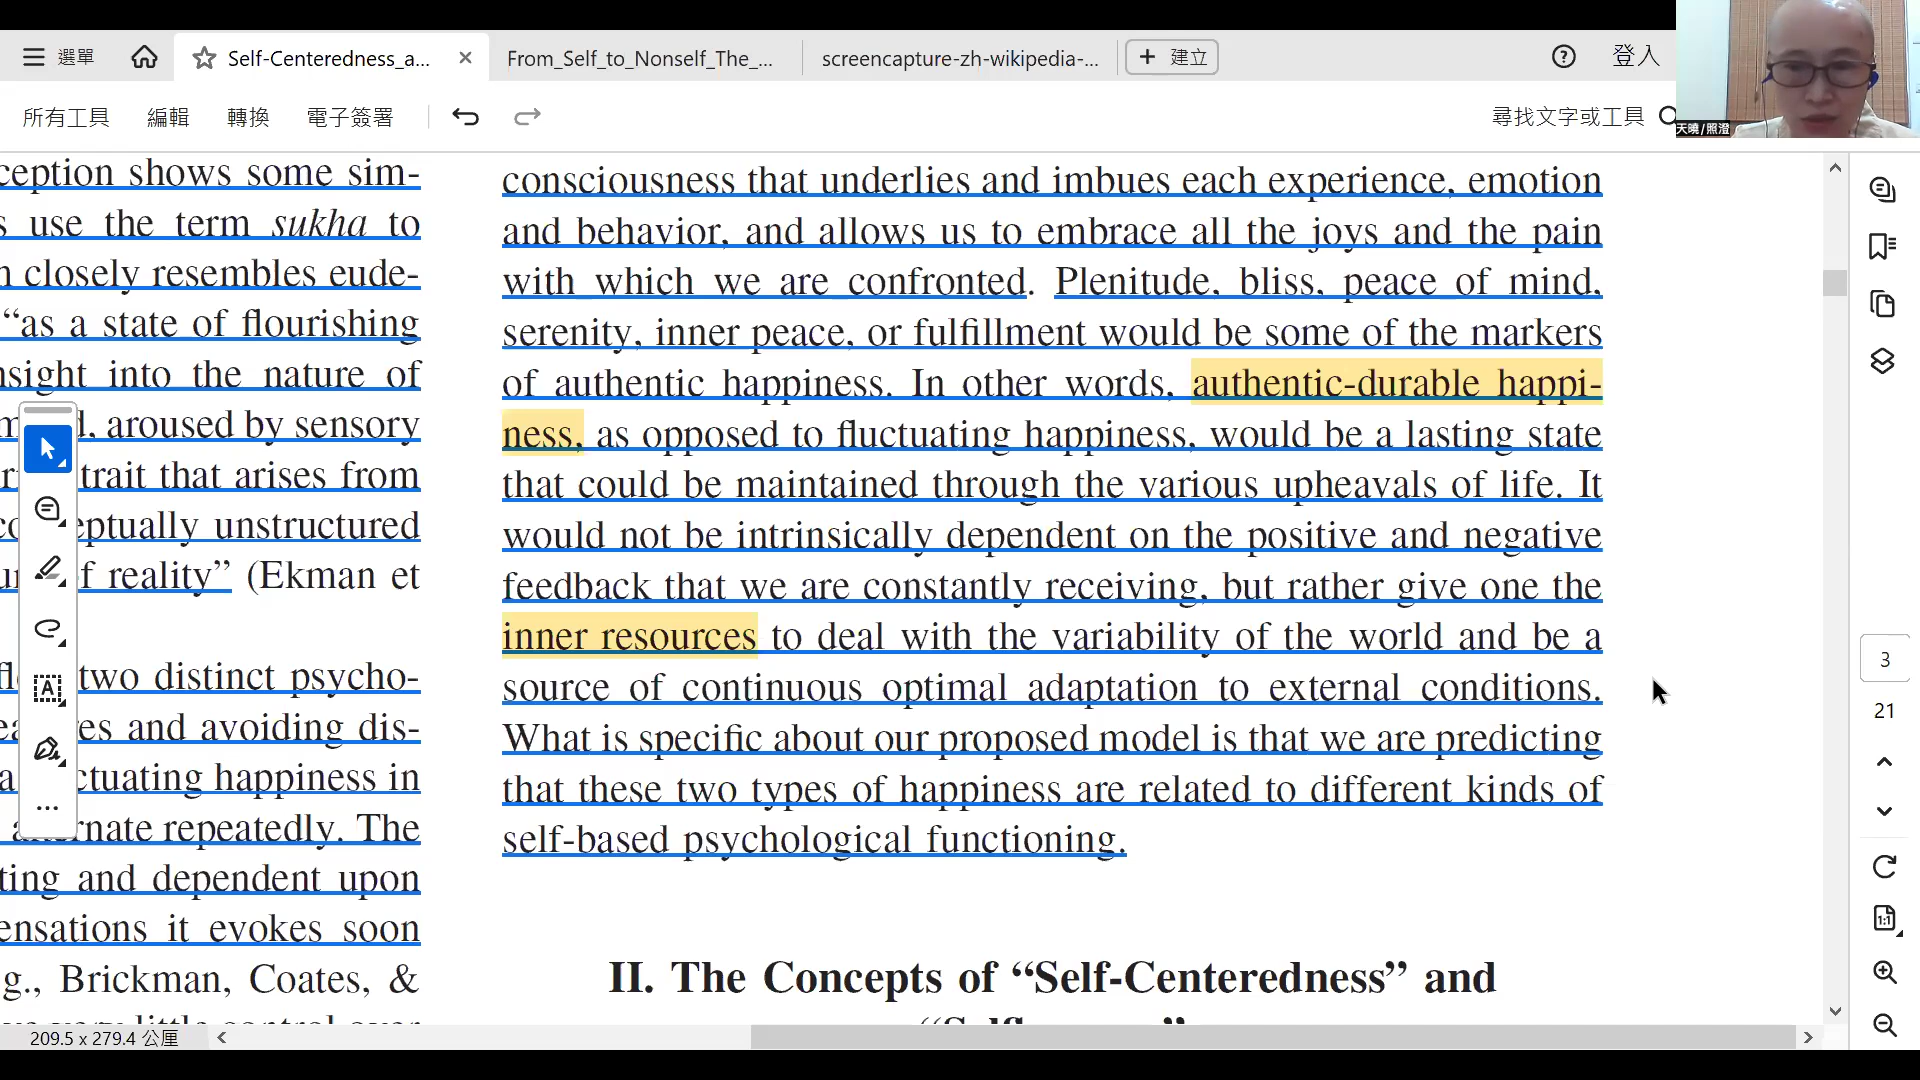 選單
Self-Centeredness_a...
From_Self_to_Nonself_The_...
screencapture-zh-wikipedia-...
建立
登入
所有工具
編輯
轉換
電子簽署
尋找文字或工具
天曉/照澄
ception shows some sim-
s use the term sukha to
closely resembles eude-
“as a state of flourishing
nsight into the nature of
d, aroused by sensory
trait that arises from
eptually unstructured
f reality” (Ekman et
two distinct psycho-
es and avoiding dis-
ctuating happiness in
rnate repeatedly. The
ting and dependent upon
ensations it evokes soon
g., Brickman, Coates, &
consciousness that underlies and imbues each experience, emotion
and behavior, and allows us to embrace all the joys and the pain
with which we are confronted. Plenitude, bliss, peace of mind,
serenity, inner peace, or fulfillment would be some of the markers
of authentic happiness. In other words, authentic-durable happi-
ness, as opposed to fluctuating happiness, would be a lasting state
that could be maintained through the various upheavals of life. It
would not be intrinsically dependent on the positive and negative
feedback that we are constantly receiving, but rather give one the
inner resources to deal with the variability of the world and be a
source of continuous optimal adaptation to external conditions.
What is specific about our proposed model is that we are predicting
that these two types of happiness are related to different kinds of
self-based psychological functioning.
II. The Concepts of “Self-Centeredness” and
3
21
1:1
209.5 x 279.4 公厘